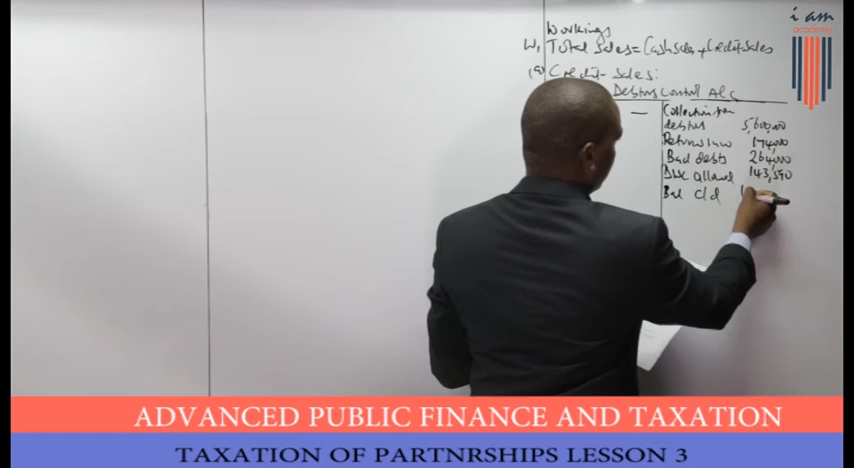 i am
academy
Workings
W1 Total Sales = Cash sales + Credit Sales
(a) Credit Sales:
Debtors Control A/c
— Collection from
debtors 5,600,000
Returns inw 174,000
Bad debts 264,000
Disc allowed 143,590
Bal c/d 1
ADVANCED PUBLIC FINANCE AND TAXATION
TAXATION OF PARTNRSHIPS LESSON 3